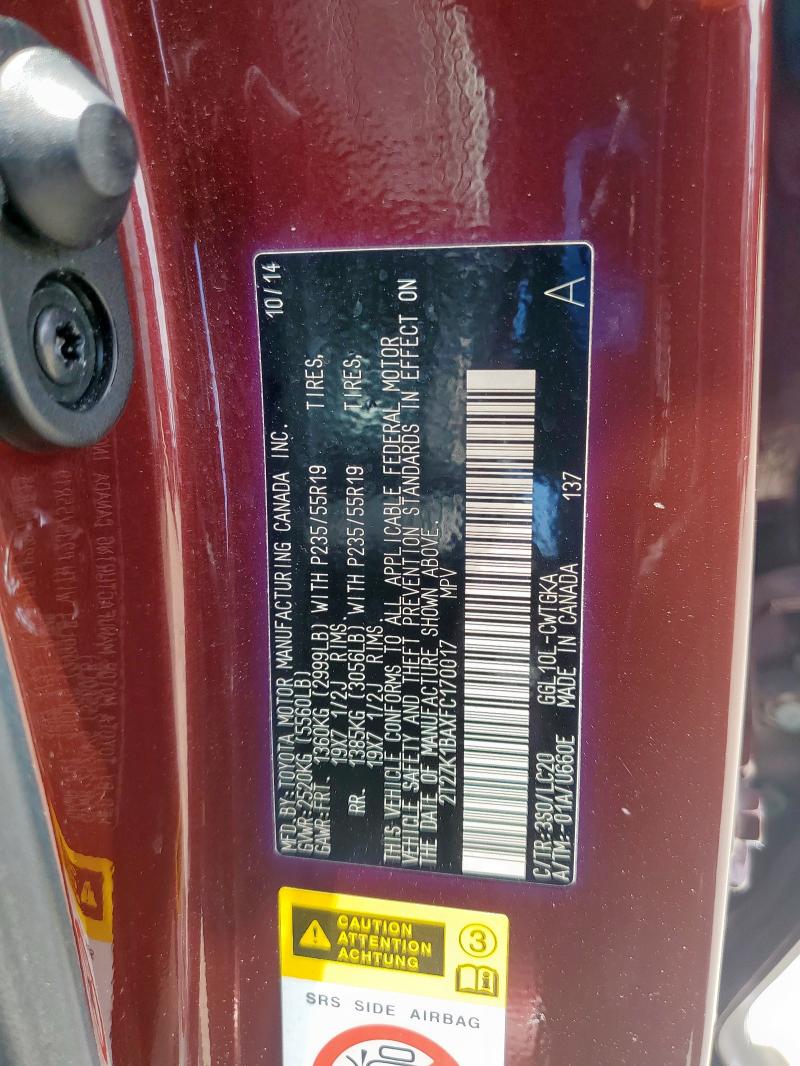 MFD.BY:TOYOTA MOTOR MANUFACTURING CANADA INC. 10/14
GVWR:2520KG (5560LB)
GAWR:FRT. 1360KG (2999LB) WITH P235/55R19 TIRES,
19X7 1/2J RIMS
RR. 1385KG (3056LB) WITH P235/55R19 TIRES,
19X7 1/2J RIMS
THIS VEHICLE CONFORMS TO ALL APPLICABLE FEDERAL MOTOR
VEHICLE SAFETY AND THEFT PREVENTION STANDARDS IN EFFECT ON
THE DATE OF MANUFACTURE SHOWN ABOVE.
2T2ZK1BAXFC170017 MPV
A
C/TR:3S0/LC20 GGL10L-CWTGKA 137
A/TM:-01A/U660E MADE IN CANADA
CAUTION
ATTENTION
ACHTUNG
3
SRS SIDE AIRBAG